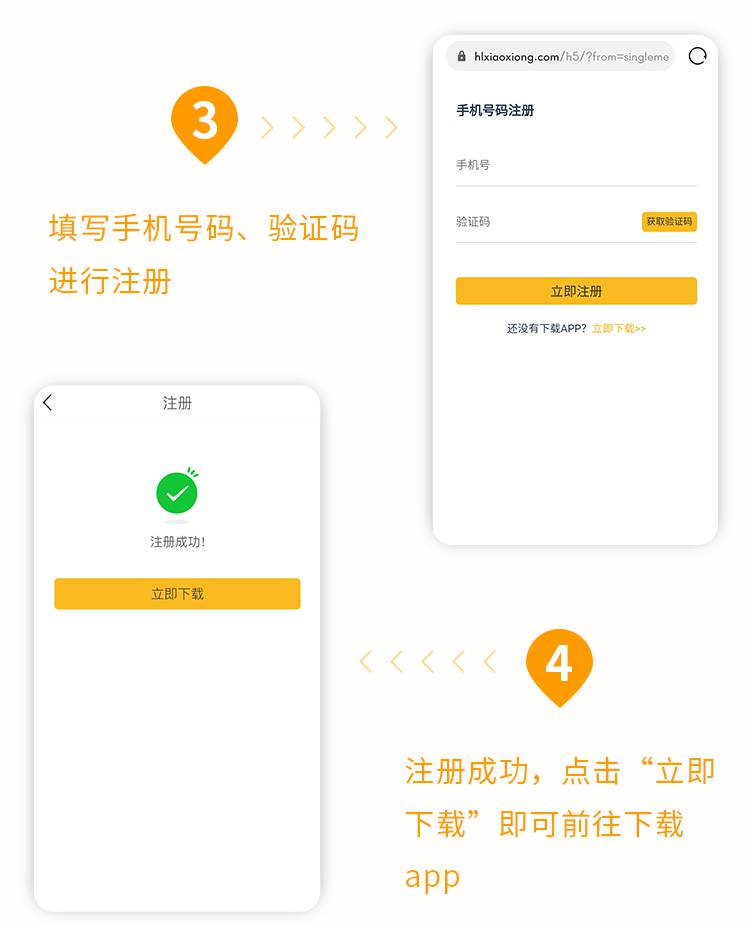 3
填写手机号码、验证码
进行注册
hlxiaoxiong.com/h5/?from=singleme
手机号码注册
手机号
验证码
获取验证码
立即注册
还没有下载APP？立即下载>>
注册
注册成功！
立即下载
4
注册成功，点击“立即
下载”即可前往下载
app